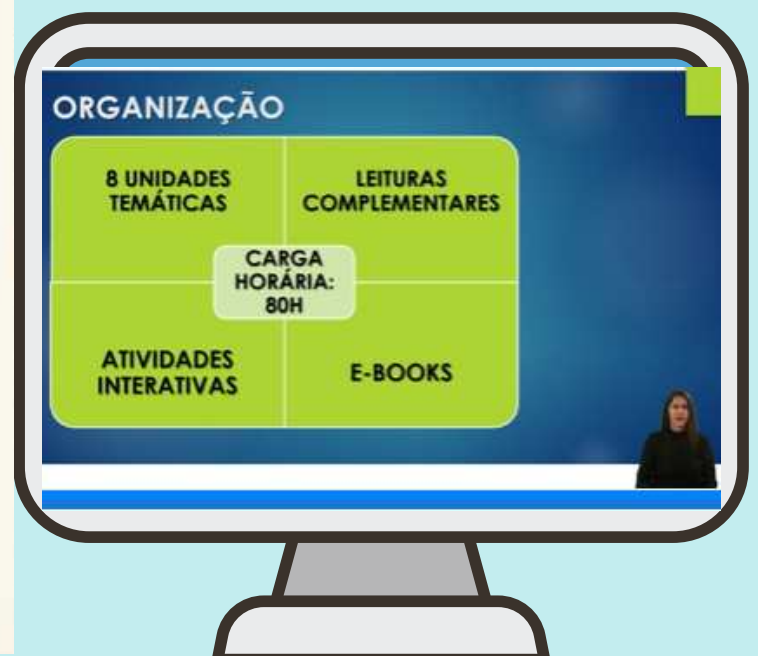 ORGANIZAÇÃO
8 UNIDADES
TEMÁTICAS
LEITURAS
COMPLEMENTARES
CARGA
HORÁRIA:
80H
ATIVIDADES
INTERATIVAS
E-BOOKS